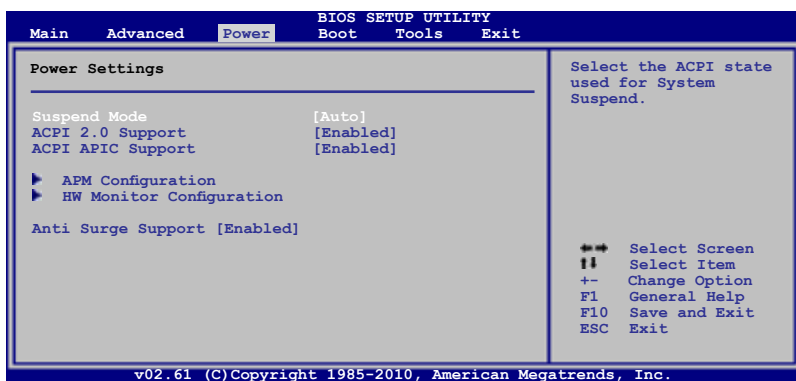 BIOS SETUP UTILITY
Main Advanced Power Boot Tools Exit
Power Settings
Suspend Mode [Auto]
ACPI 2.0 Support [Enabled]
ACPI APIC Support [Enabled]
APM Configuration
HW Monitor Configuration
Anti Surge Support [Enabled]
Select the ACPI state
used for System
Suspend.
Select Screen
Select Item
+- Change Option
F1 General Help
F10 Save and Exit
ESC Exit
v02.61 (C)Copyright 1985-2010, American Megatrends, Inc.